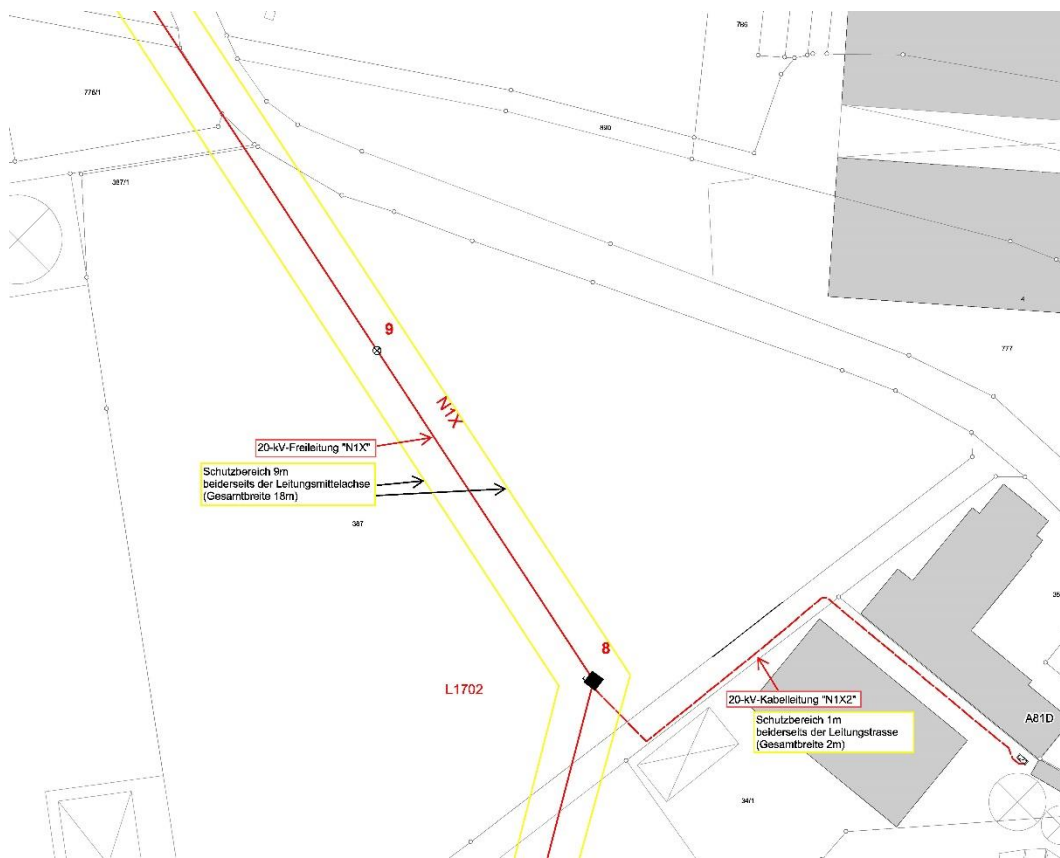 786
776/1
890
387/1
4
777
9
N1X
20-kV-Freileitung "N1X"
Schutzbereich 9m
beiderseits der Leitungsmittelachse
(Gesamtbreite 18m)
387
8
L1702
20-kV-Kabelleitung "N1X2"
Schutzbereich 1m
beiderseits der Leitungstrasse
(Gesamtbreite 2m)
A81D
34/1